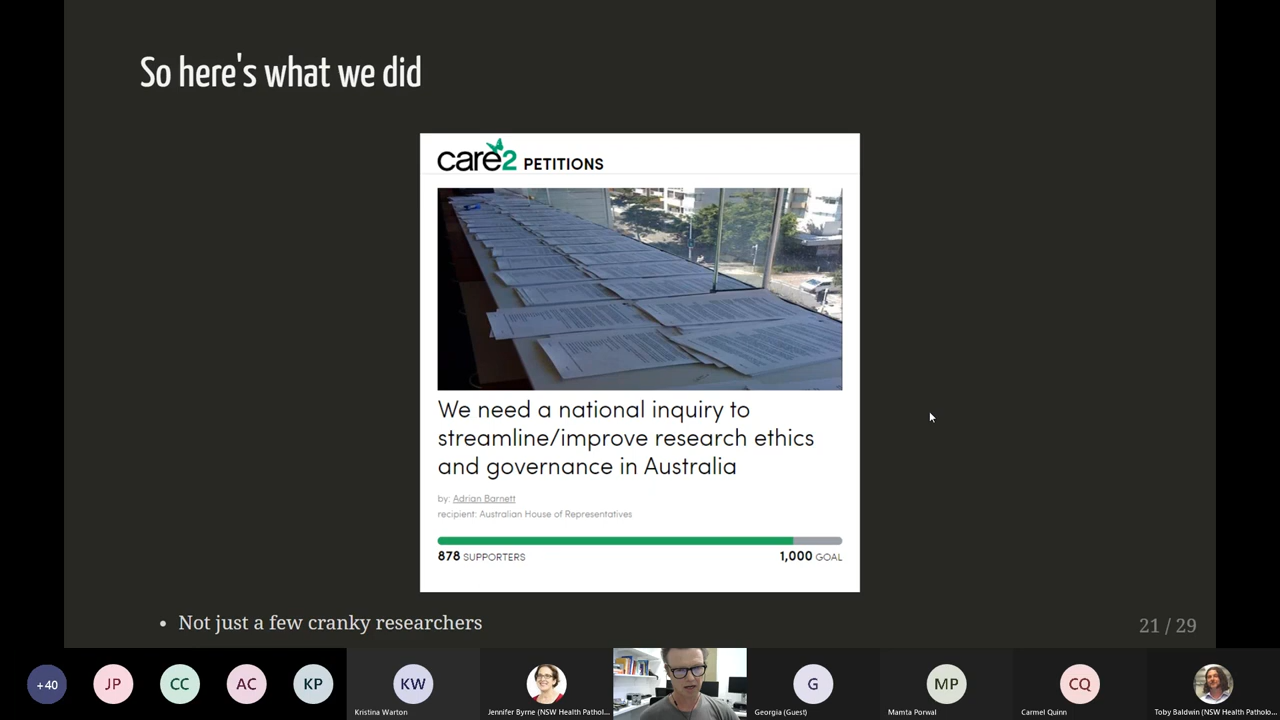 So here's what we did
care2 PETITIONS
We need a national inquiry to
streamline/improve research ethics
and governance in Australia
by: Adrian Barnett
recipient: Australian House of Representatives
878 SUPPORTERS
1,000 GOAL
• Not just a few cranky researchers
21 / 29
+40
JP
CC
AC
KP
KW
G
MP
CQ
Kristina Warton
Jennifer Byrne (NSW Health Pathol...
Georgia (Guest)
Mamta Porwal
Carmel Quinn
Toby Baldwin (NSW Health Patholo...